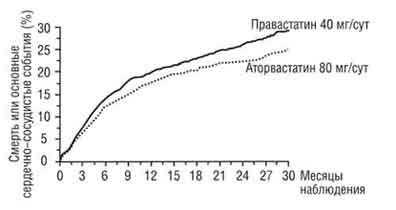 Смерть или основные
сердечно-сосудистые события (%)
30
25
20
15
10
5
0
Правастатин 40 мг/сут
Аторвастатин 80 мг/сут
0 3 6 9 12 15 18 21 24 27 30
Месяцы
наблюдения